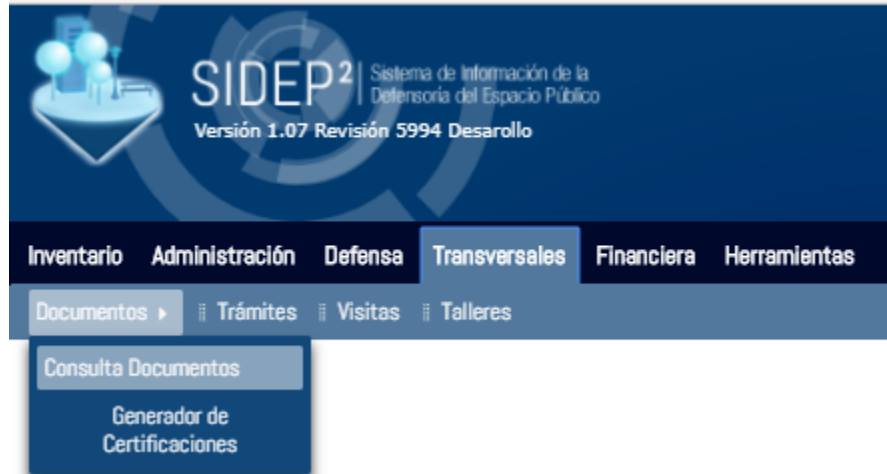 SIDEP² Sistema de Información de la
Defensoría del Espacio Público
Versión 1.07 Revisión 5994 Desarollo
Inventario Administración Defensa Transversales Financiera Herramientas
Documentos Trámites Visitas Talleres
Consulta Documentos
Generador de
Certificaciones